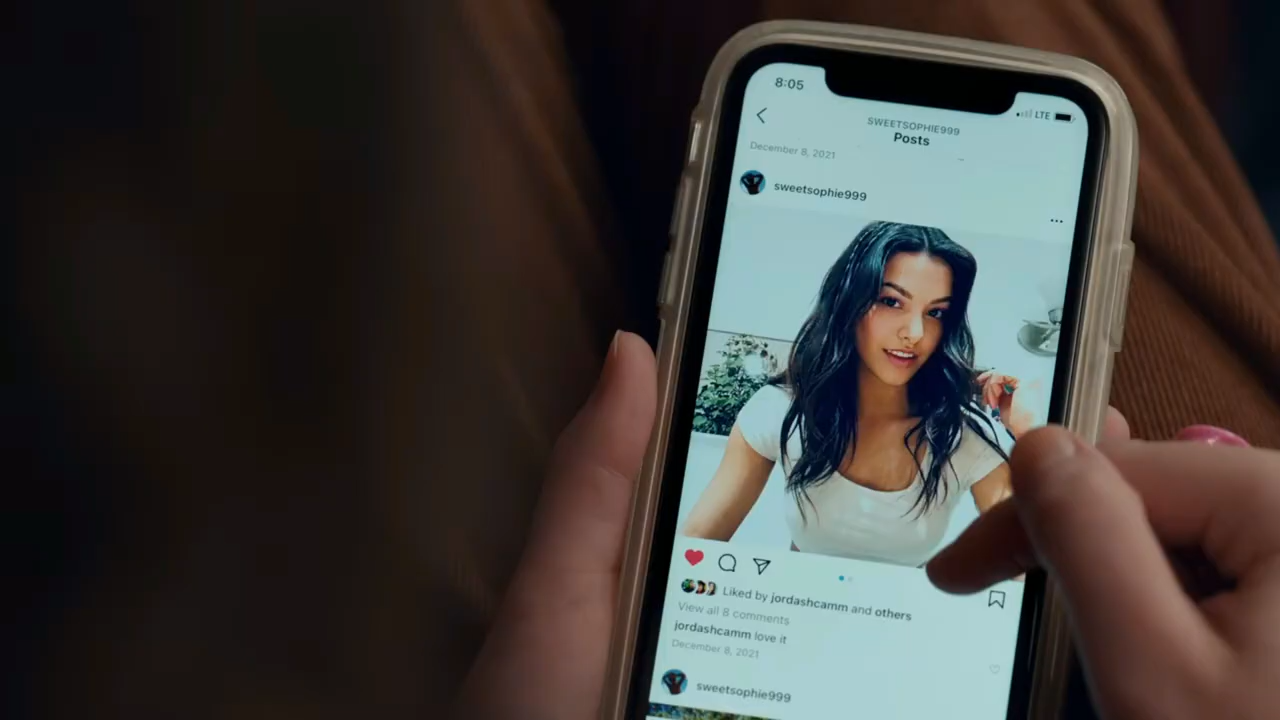 8:05
LTE
SWEETSOPHIE999
Posts
December 8, 2021
sweetsophie999
Liked by jordashcamm and others
View all 8 comments
jordashcamm love it
December 8, 2021
sweetsophie999